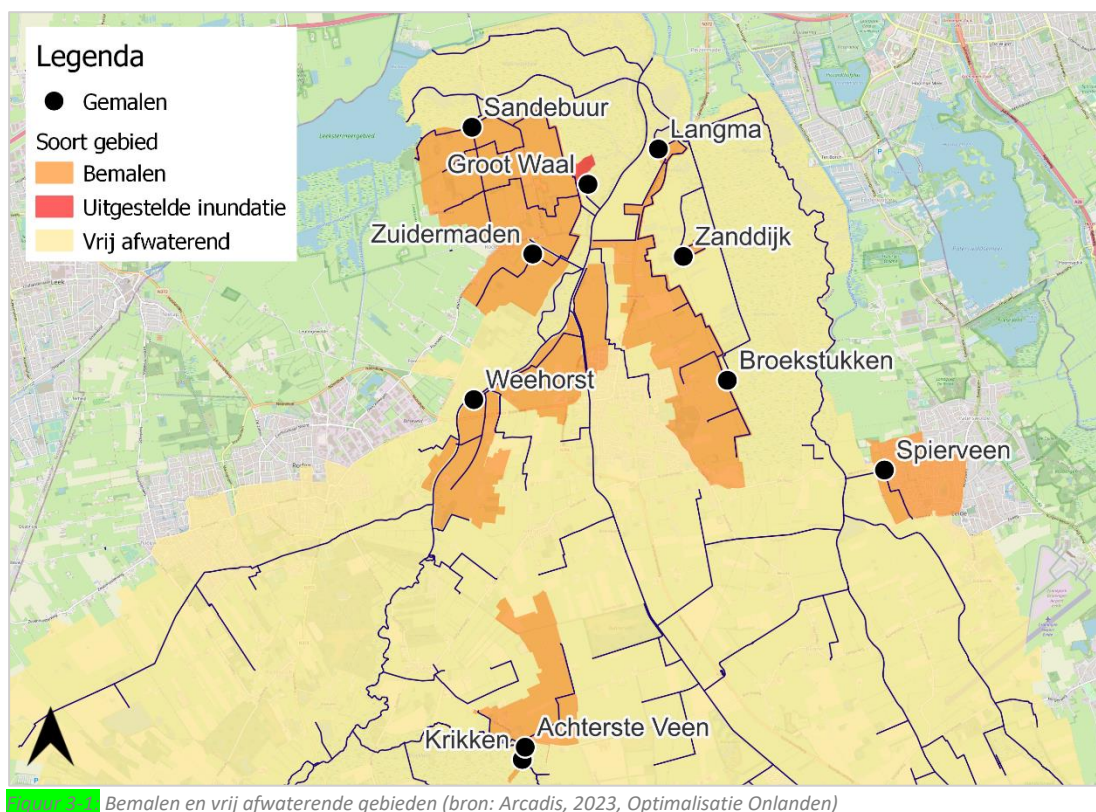 Legenda
Gemalen
Soort gebied
Bemalen
Uitgestelde inundatie
Vrij afwaterend
Sandebuur
Langma
Groot Waal
Zuidermaden
Zanddijk
Broekstukken
Weehorst
Spierveen
Achterste Veen
Krikken
Figuur 3-1: Bemalen en vrij afwaterende gebieden (bron: Arcadis, 2023, Optimalisatie Onlanden)